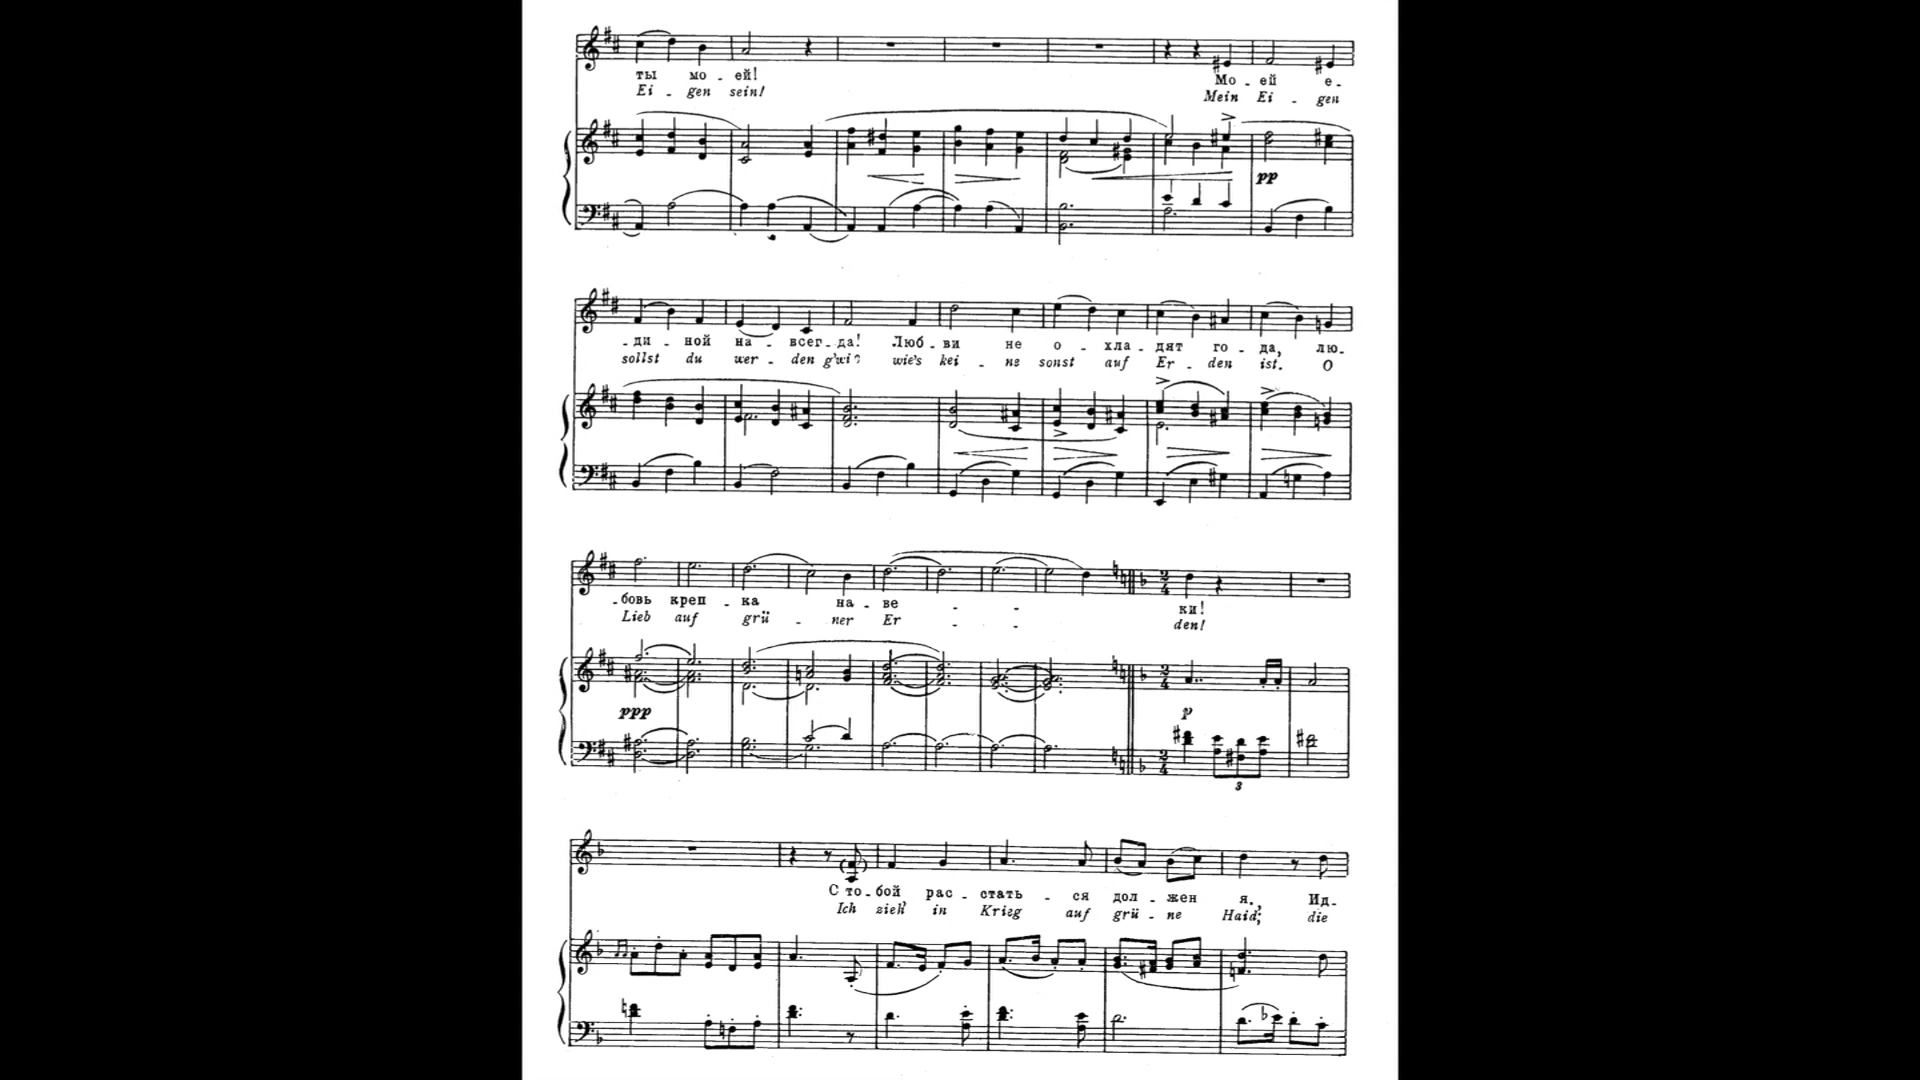 ты мо - ей! Мо - ей е -
Ei - gen sein! Mein Ei - gen
pp
- ди - ной на - всег - да! Люб - ви не о - хла - дят го - да, лю -
sollst du wer - den wie's kei - ne sonst auf Er - den ist. O
- бовь креп - ка на - ве - - ки!
Lieb auf grü - ner Er - - den!
ppp p
3
С то - бой рас - стать - ся дол - жен я, Ид -
Ich zieh' in Krieg auf grü - ne Haid', die